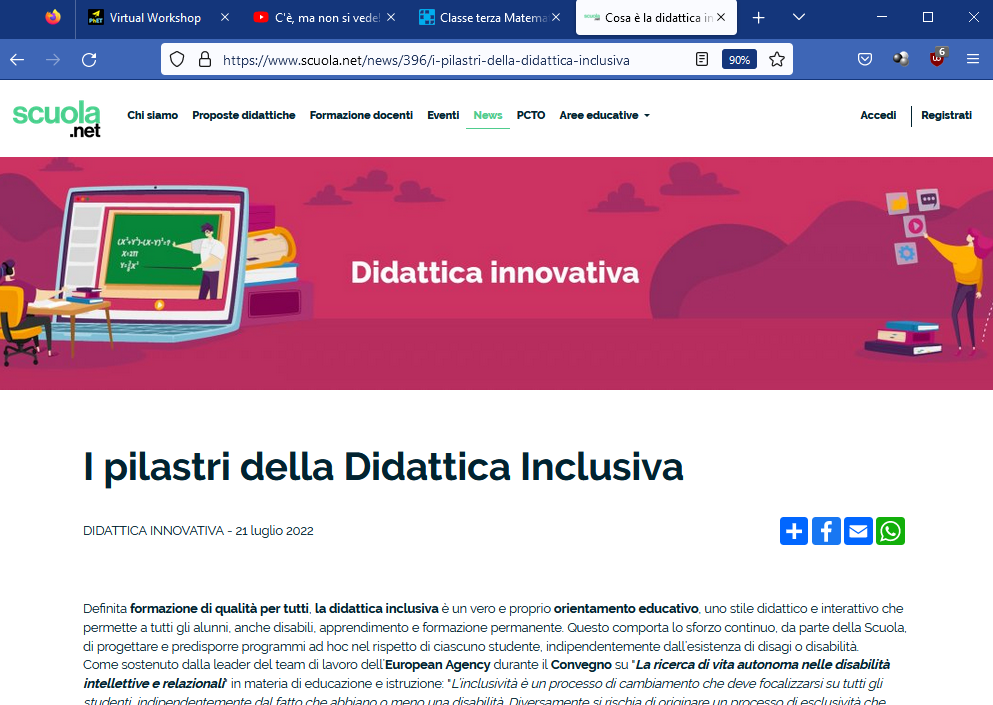 PhET Virtual Workshop
C'è, ma non si vede!
Classe terza Matema
Cosa è la didattica in
https://www.scuola.net/news/396/i-pilastri-della-didattica-inclusiva
90%
6
scuola
.net
Chi siamo
Proposte didattiche
Formazione docenti
Eventi
News
PCTO
Aree educative
Accedi
Registrati
Didattica innovativa
I pilastri della Didattica Inclusiva
DIDATTICA INNOVATIVA - 21 luglio 2022
Definita formazione di qualità per tutti, la didattica inclusiva è un vero e proprio orientamento educativo, uno stile didattico e interattivo che
permette a tutti gli alunni, anche disabili, apprendimento e formazione permanente. Questo comporta lo sforzo continuo, da parte della Scuola,
di progettare e predisporre programmi ad hoc nel rispetto di ciascuno studente, indipendentemente dall'esistenza di disagi o disabilità.
Come sostenuto dalla leader del team di lavoro dell'European Agency durante il Convegno su "La ricerca di vita autonoma nelle disabilità
intellettive e relazionali" in materia di educazione e istruzione: "L'inclusività è un processo di cambiamento che deve focalizzarsi su tutti gli
studenti, indipendentemente dal fatto che abbiano o meno una disabilità. Diversamente si rischia di originare un processo di esclusività che